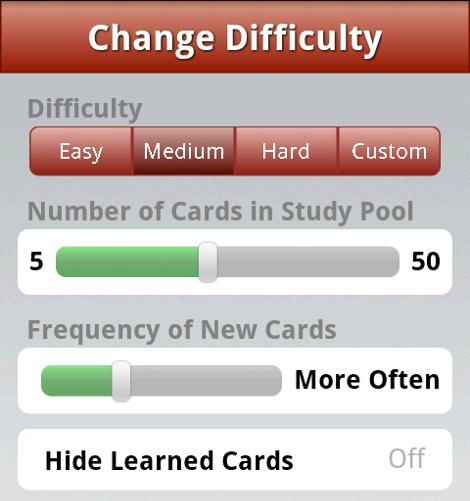 Change Difficulty
Difficulty
Easy Medium Hard Custom
Number of Cards in Study Pool
5 50
Frequency of New Cards
More Often
Hide Learned Cards Off